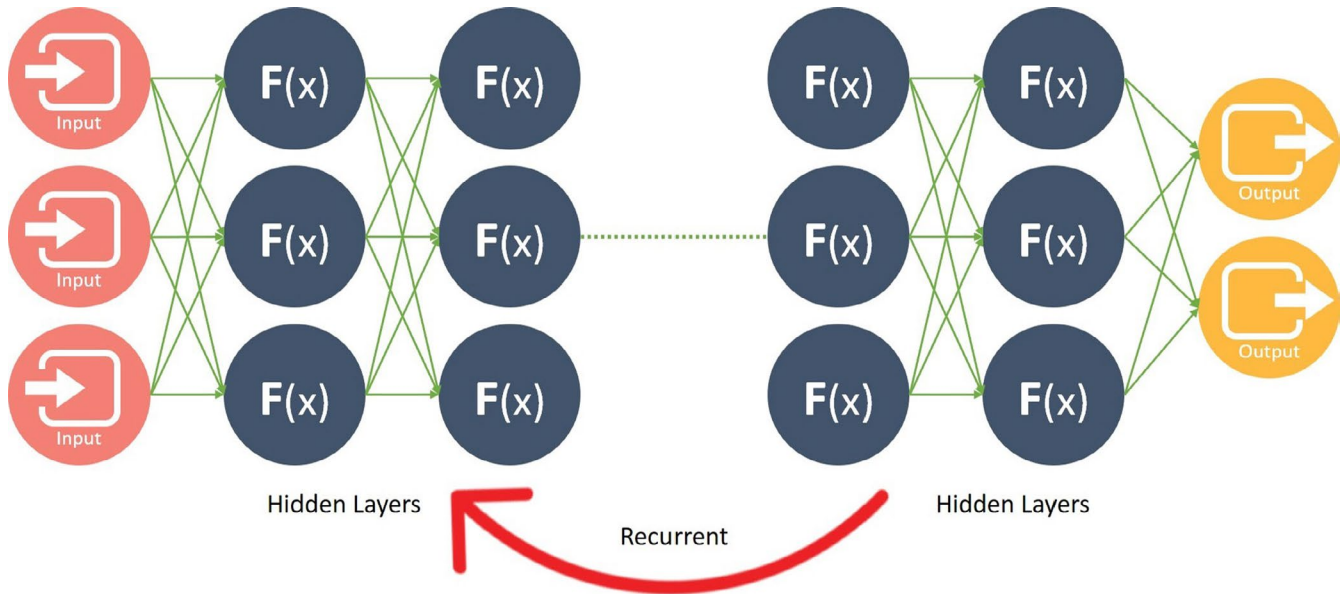 F(x) F(x) F(x) F(x)
Input
Output
F(x) F(x) F(x) F(x)
Input
Output
F(x) F(x) F(x) F(x)
Input
Hidden Layers Hidden Layers
Recurrent